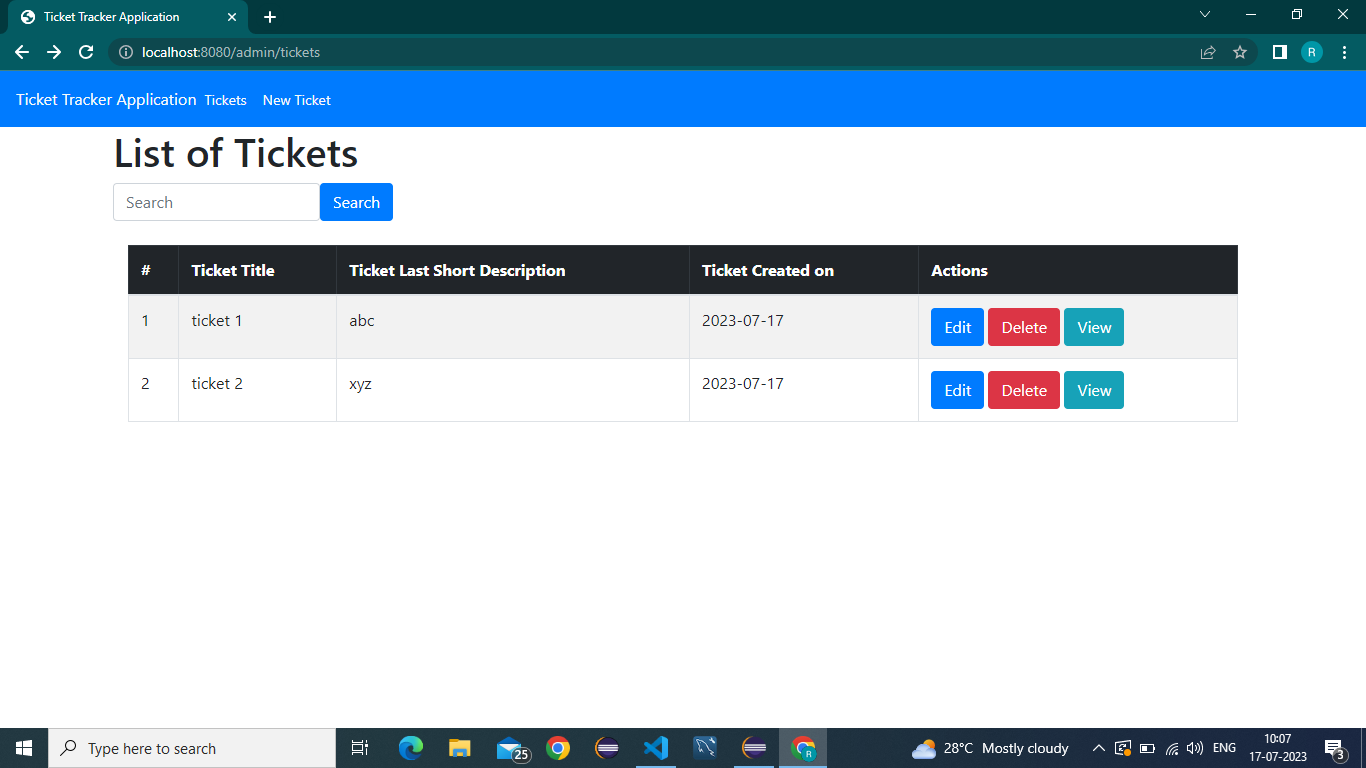 Ticket Tracker Application
localhost:8080/admin/tickets
R
Ticket Tracker Application Tickets New Ticket
List of Tickets
Search Search
# Ticket Title Ticket Last Short Description Ticket Created on Actions
1 ticket 1 abc 2023-07-17 Edit Delete View
2 ticket 2 xyz 2023-07-17 Edit Delete View
Type here to search 25 R 28°C Mostly cloudy ENG 10:07
17-07-2023 3